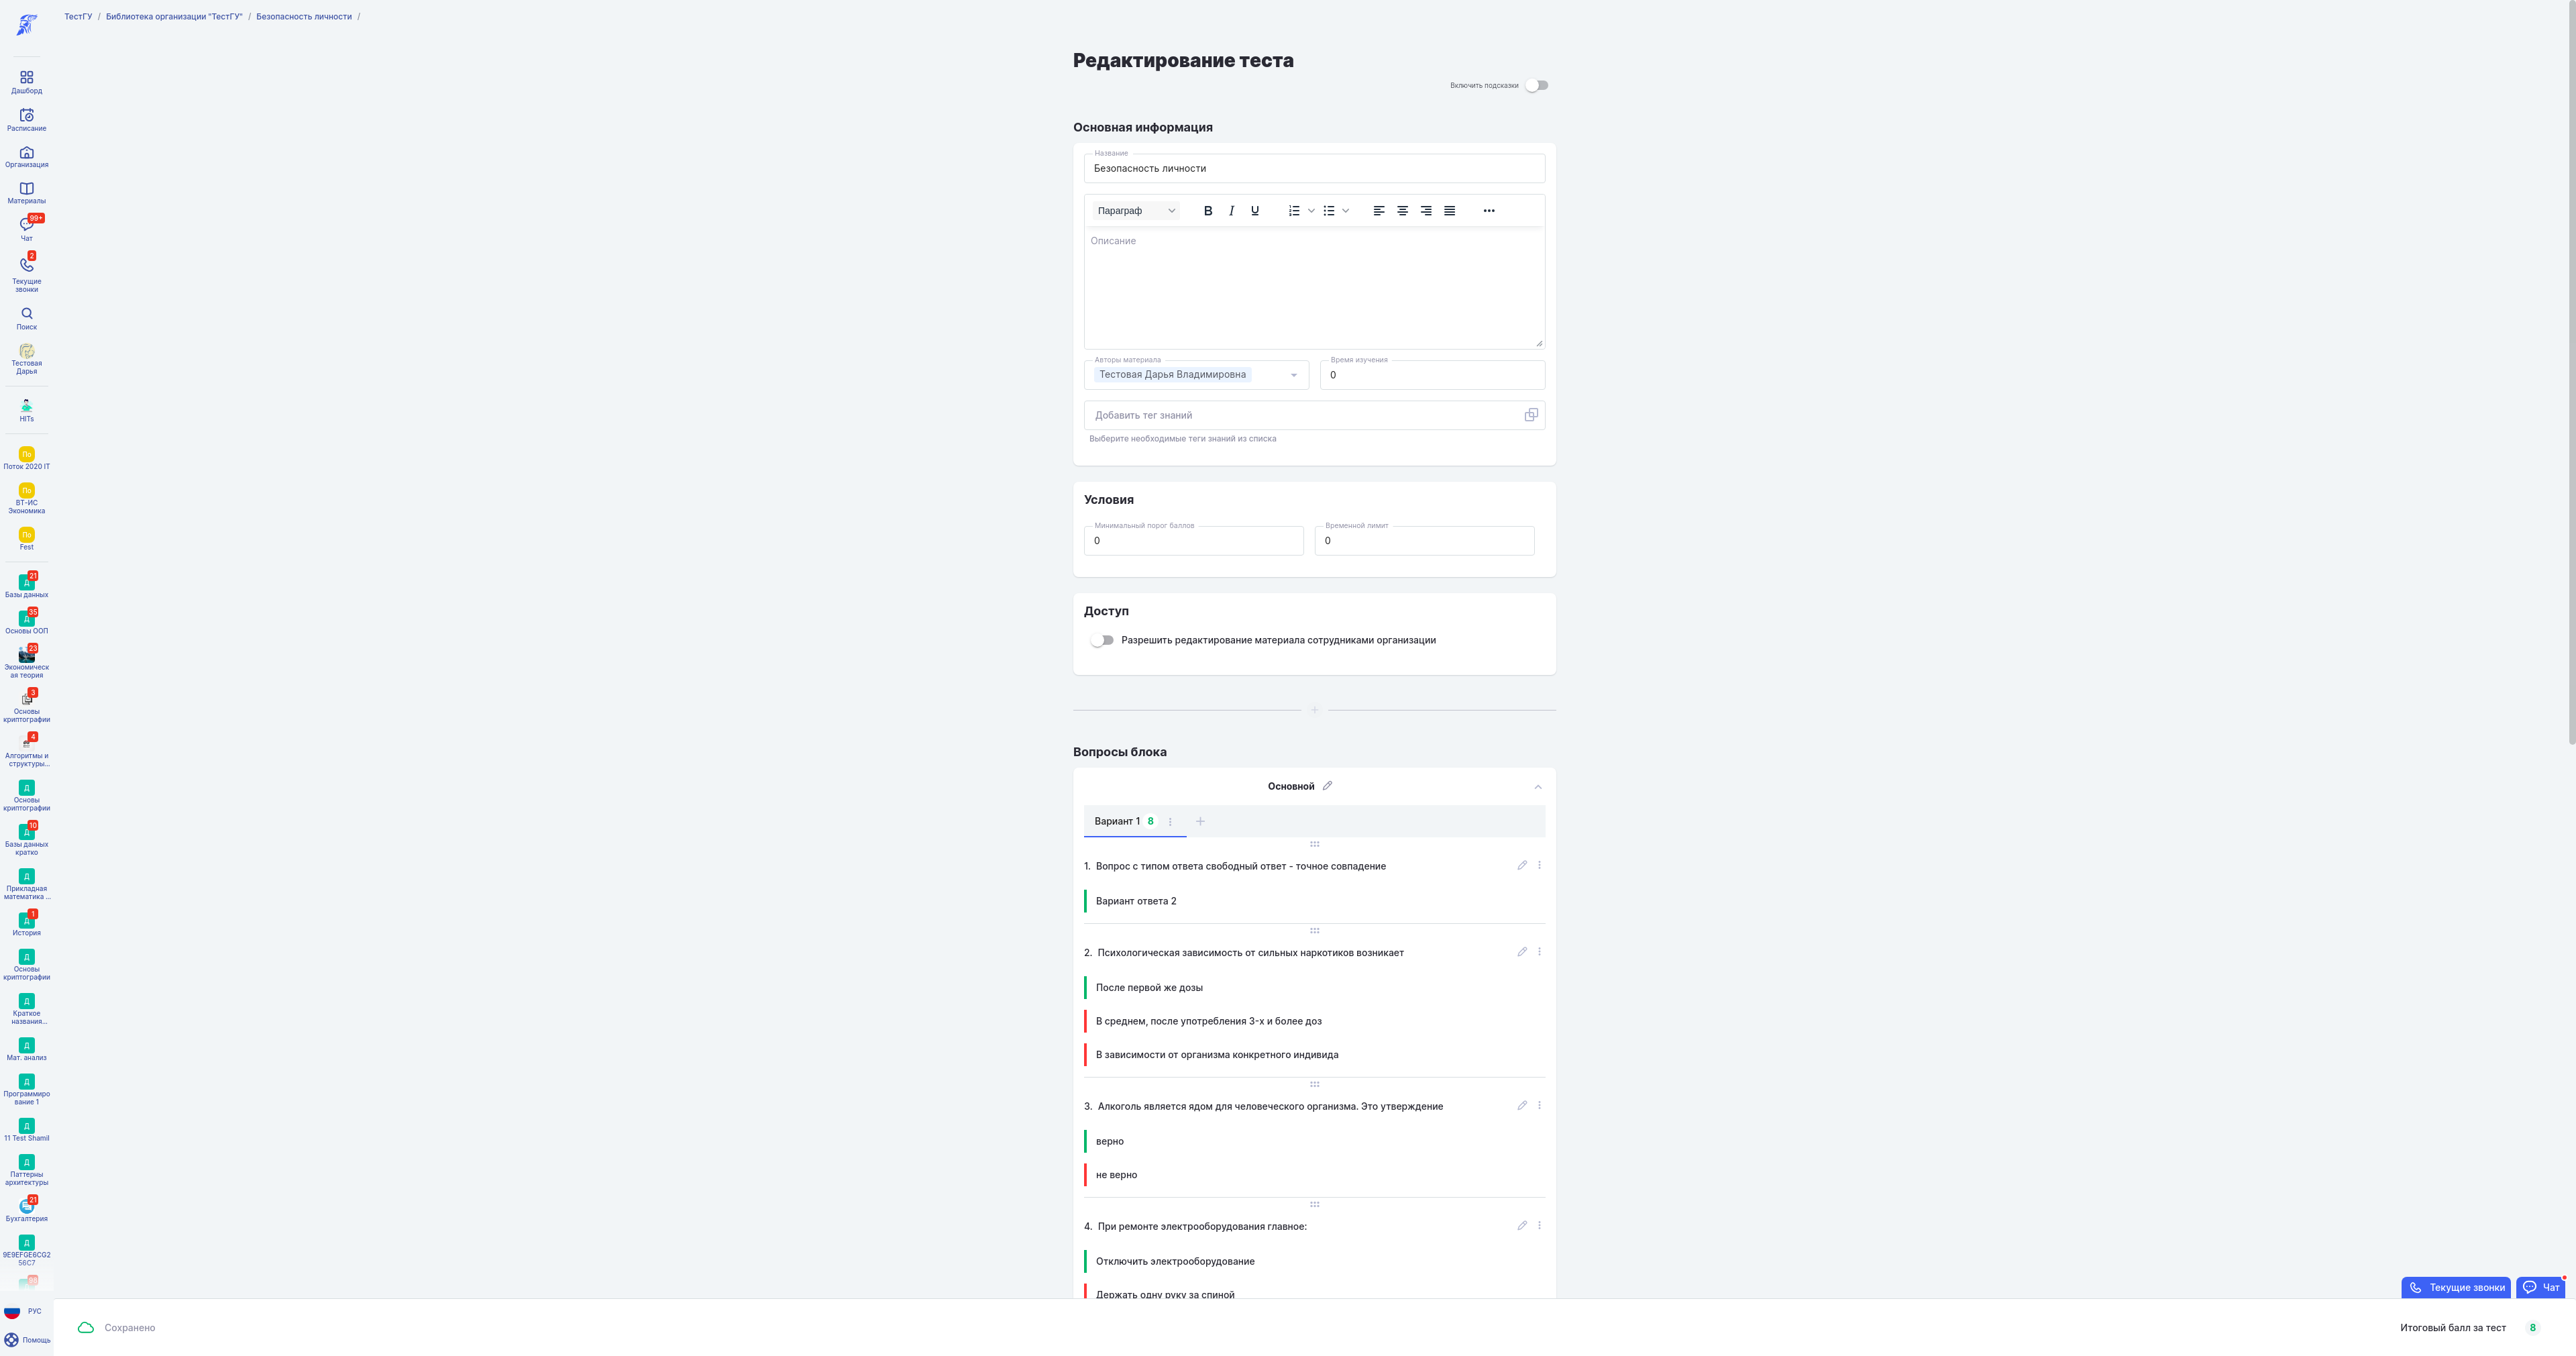 ТестГУ / Библиотека организации "ТестГУ" / Безопасность личности /
Дашборд
Расписание
Организация
Материалы
99+
Чат
2
Текущие
звонки
Поиск
Тестовая
Дарья
HITs
По
Поток 2020 IT
По
ВТ-ИС
Экономика
По
Fest
21
Д
Базы данных
35
Д
Основы ООП
23
Экономическ
ая теория
3
Основы
криптографии
4
Алгоритмы и
структуры...
Д
Основы
криптографии
10
Д
Базы данных
кратко
Д
Прикладная
математика ...
1
Д
История
Д
Основы
криптографии
Д
Краткое
названия...
Д
Мат. анализ
Д
Программиро
вание 1
Д
11 Test Shamil
Д
Паттерны
архитектуры
21
Бухгалтерия
Д
9E9EFGE6CG2
56C7
98
РУС
Помощь
Редактирование теста
Включить подсказки
Основная информация
Название
Безопасность личности
Параграф
Описание
Авторы материала
Тестовая Дарья Владимировна
Время изучения
0
Добавить тег знаний
Выберите необходимые теги знаний из списка
Условия
Минимальный порог баллов
0
Временной лимит
0
Доступ
Разрешить редактирование материала сотрудниками организации
Вопросы блока
Основной
Вариант 1 8
1. Вопрос с типом ответа свободный ответ - точное совпадение
Вариант ответа 2
2. Психологическая зависимость от сильных наркотиков возникает
После первой же дозы
В среднем, после употребления 3-х и более доз
В зависимости от организма конкретного индивида
3. Алкоголь является ядом для человеческого организма. Это утверждение
верно
не верно
4. При ремонте электрооборудования главное:
Отключить электрооборудование
Держать одну руку за спиной
Текущие звонки
Чат
Сохранено
Итоговый балл за тест 8